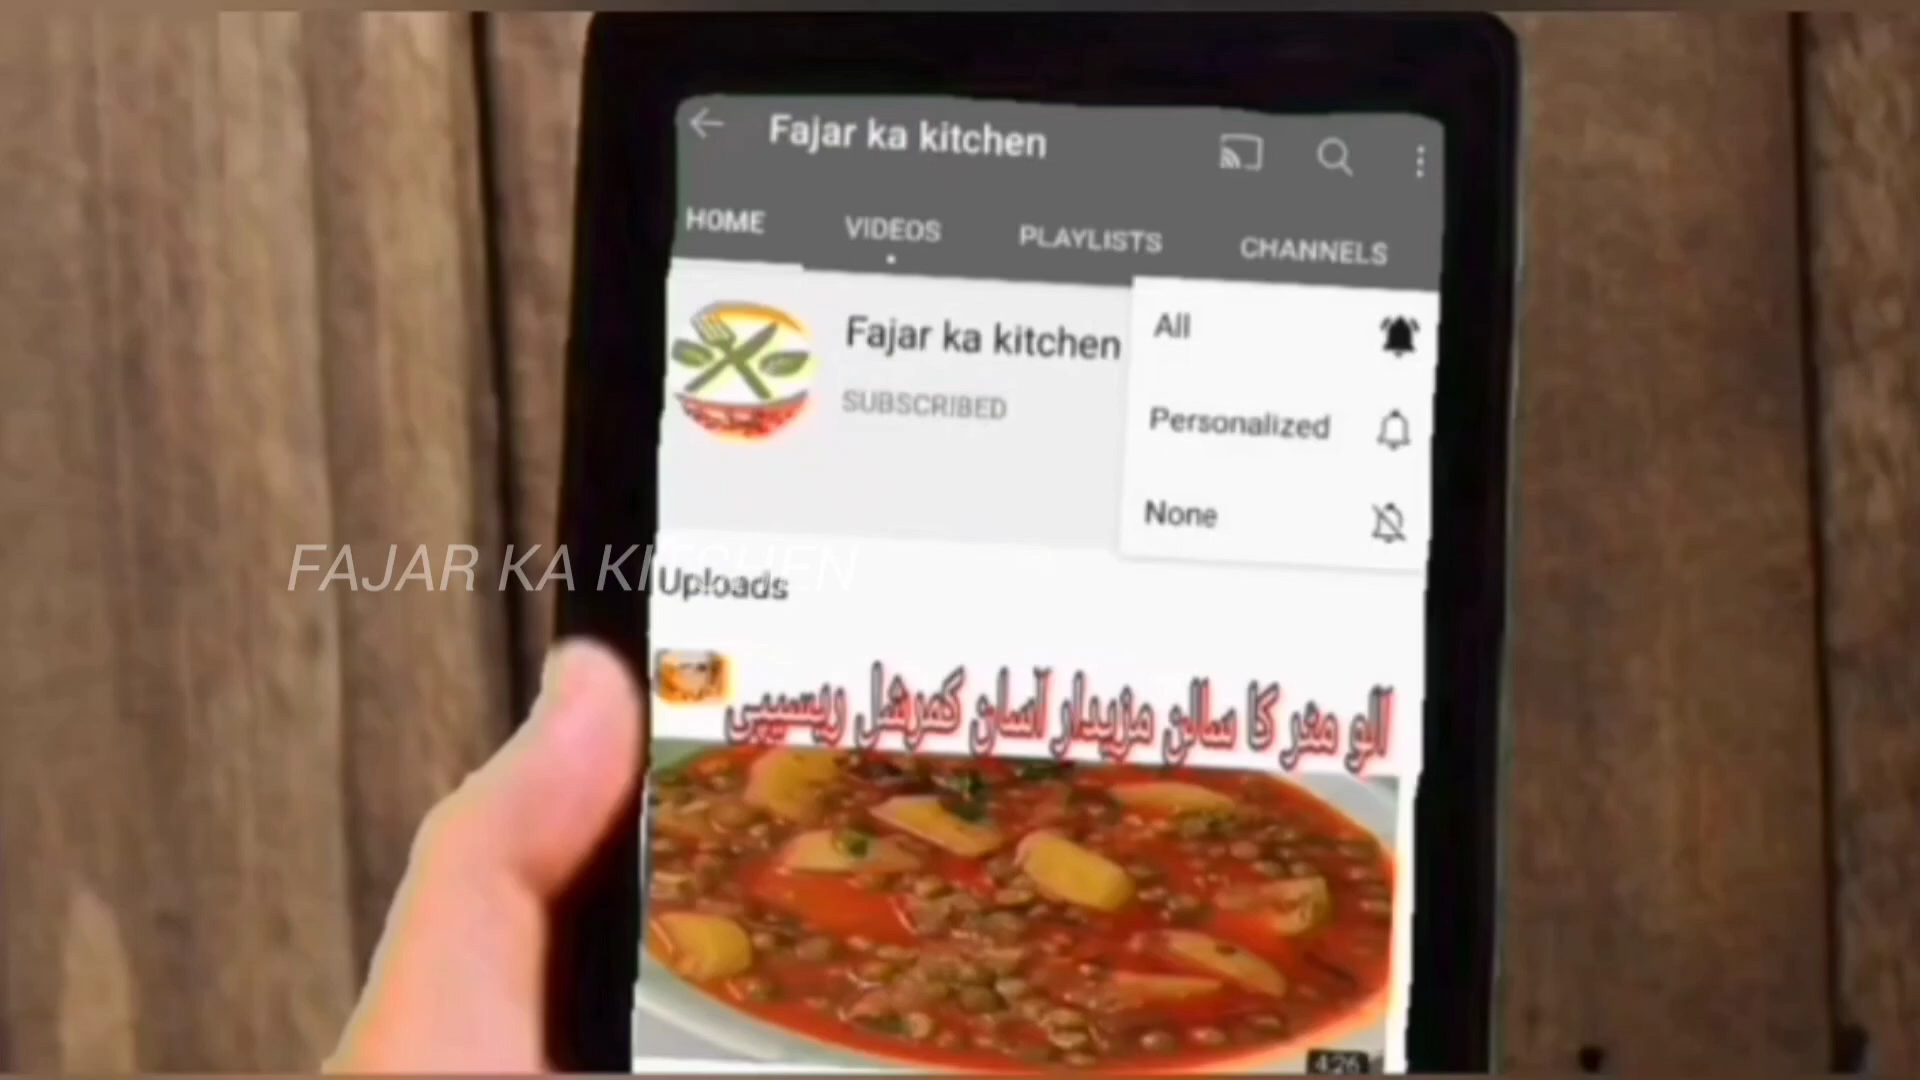 Fajar ka kitchen
HOME VIDEOS PLAYLISTS CHANNELS
Fajar ka kitchen
SUBSCRIBED
All
Personalized
None
FAJAR KA KITCHEN
Uploads
آلو مٹر کا سالن مزیدار آسان کمرشل ریسیپی
4:26